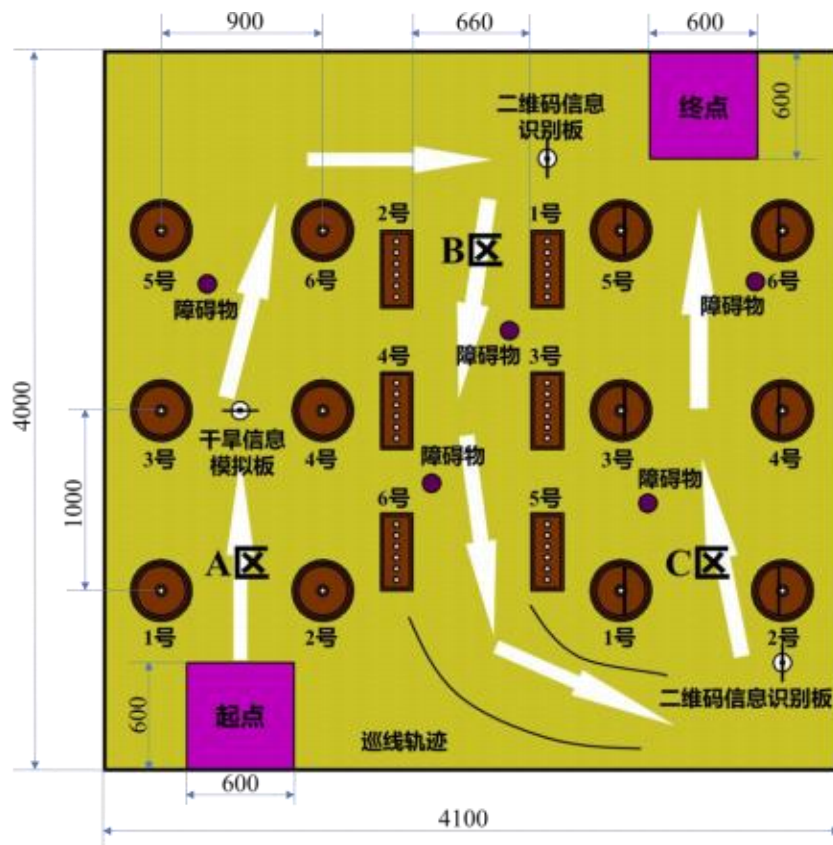 900
660
600
二维码信息
识别板
终点
600
2号
1号
B区
5号
6号
5号
6号
障碍物
障碍物
障碍物
4号
3号
4000
干旱信息
模拟板
3号
4号
障碍物
3号
4号
障碍物
1000
6号
5号
A区
C区
1号
2号
1号
2号
二维码信息识别板
600
起点
巡线轨迹
600
4100